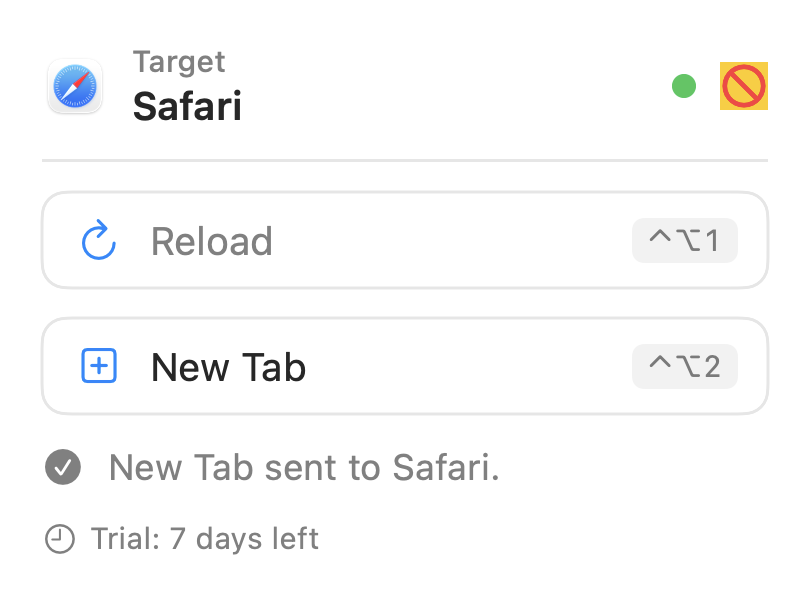 Target
Safari
Reload ⌃⌥1
New Tab ⌃⌥2
New Tab sent to Safari.
Trial: 7 days left